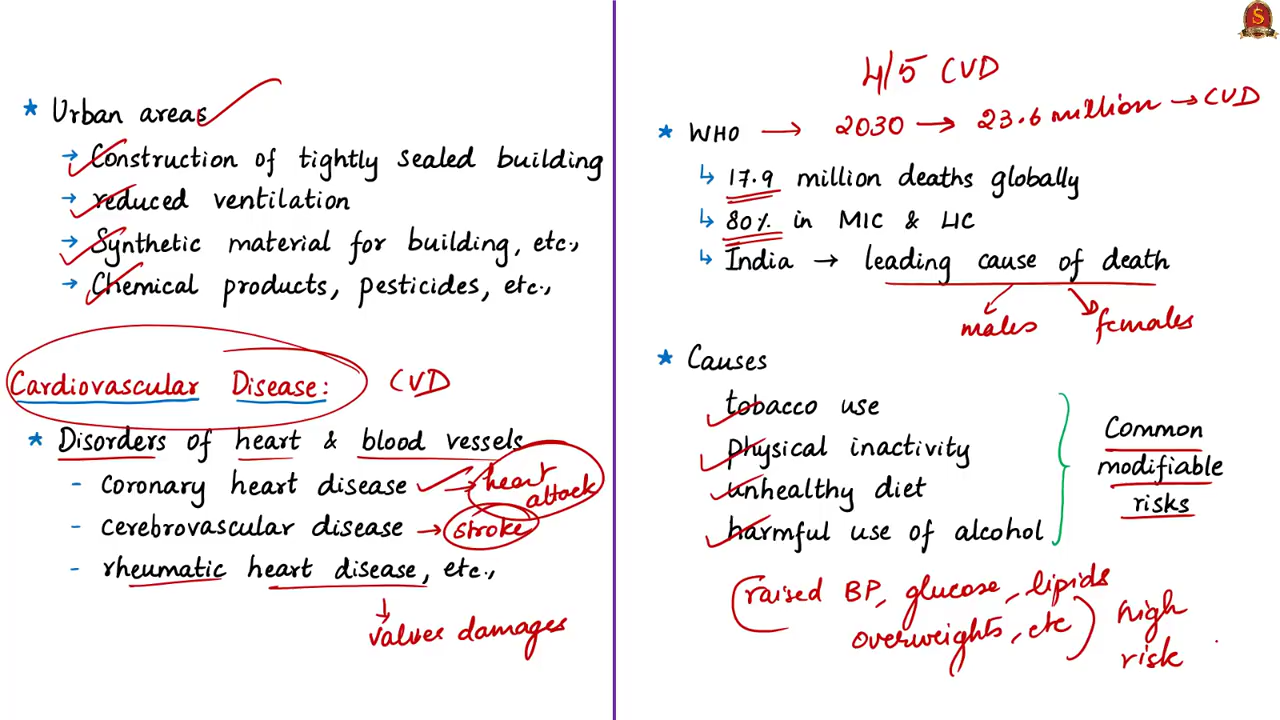 * Urban areas
→ Construction of tightly sealed building
→ reduced ventilation
→ Synthetic material for building, etc.,
→ Chemical products, pesticides, etc.,
Cardiovascular Disease: CVD
* Disorders of heart & blood vessels
- Coronary heart disease → heart attack
- cerebrovascular disease → stroke
- rheumatic heart disease, etc.,
↓
valves damages
4/5 CVD
* WHO → 2030 → 23.6 million → CVD
↳ 17.9 million deaths globally
↳ 80% in MIC & LIC
↳ India → leading cause of death
males females
* Causes
tobacco use
physical inactivity
unhealthy diet
harmful use of alcohol
Common
modifiable
risks
(raised BP, glucose, lipids
overweights, etc)
high
risk
S